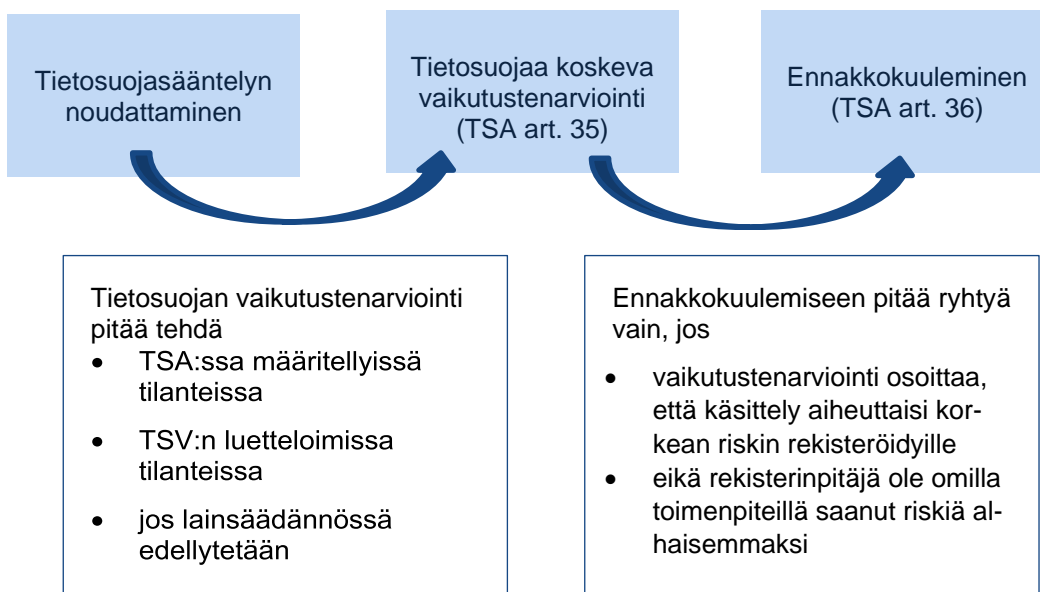 Tietosuojasääntelyn
noudattaminen
Tietosuojaa koskeva
vaikutustenarviointi
(TSA art. 35)
Ennakkokuuleminen
(TSA art. 36)
Tietosuojan vaikutustenarviointi
pitää tehdä
• TSA:ssa määritellyissä
tilanteissa
• TSV:n luetteloimissa
tilanteissa
• jos lainsäädännössä
edellytetään
Ennakkokuulemiseen pitää ryhtyä
vain, jos
• vaikutustenarviointi osoittaa,
että käsittely aiheuttaisi kor-
kean riskin rekisteröidyille
• eikä rekisterinpitäjä ole omilla
toimenpiteillä saanut riskiä al-
haisemmaksi